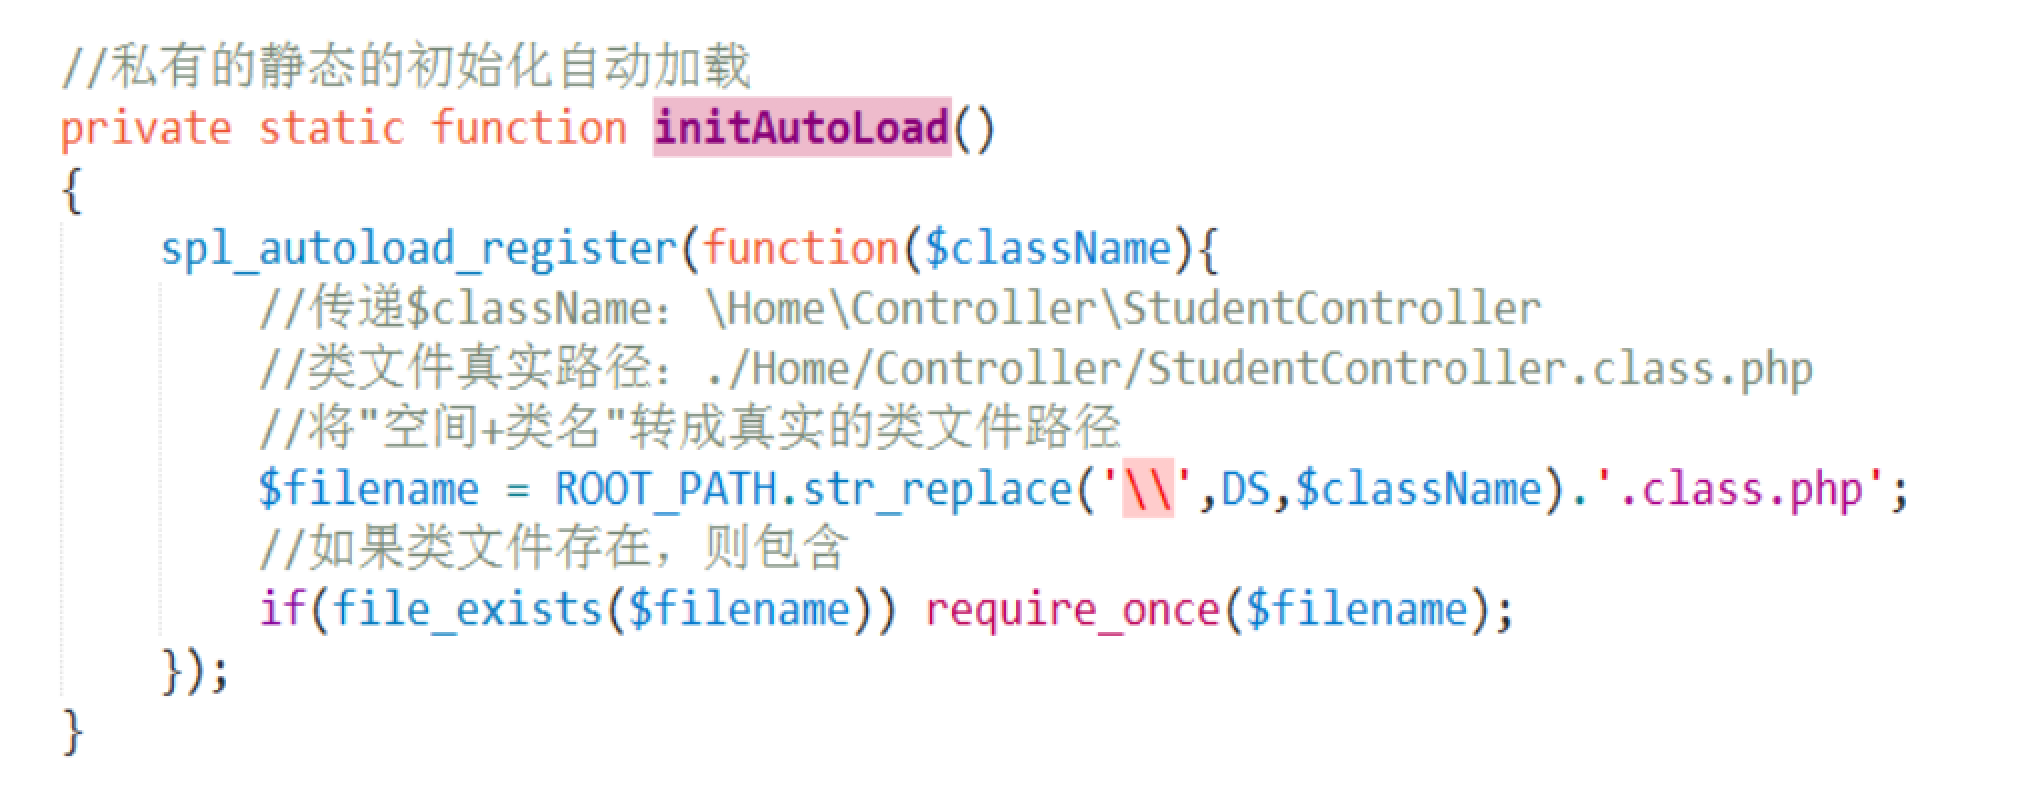 //私有的静态的初始化自动加载
private static function initAutoLoad()
{
    spl_autoload_register(function($className){
        //传递$className：\Home\Controller\StudentController
        //类文件真实路径：./Home/Controller/StudentController.class.php
        //将"空间+类名"转成真实的类文件路径
        $filename = ROOT_PATH.str_replace('\\',DS,$className).'.class.php';
        //如果类文件存在，则包含
        if(file_exists($filename)) require_once($filename);
    });
}